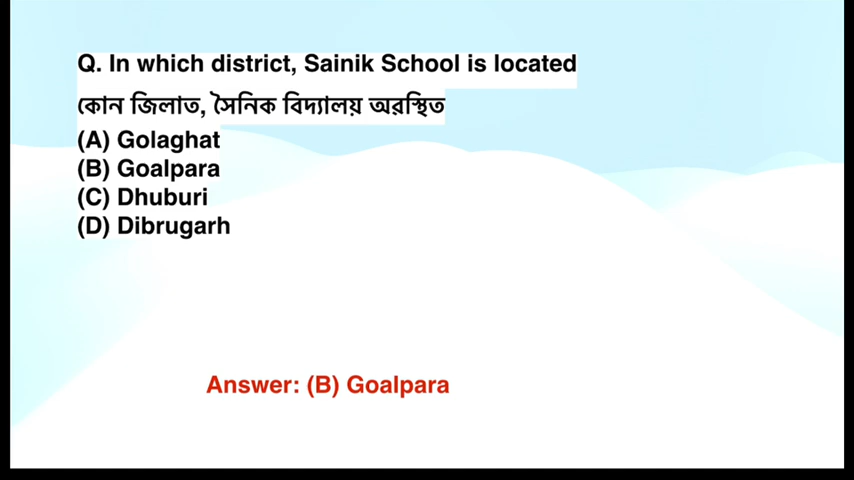 Q. In which district, Sainik School is located
কোন জিলাত, সৈনিক বিদ্যালয় অৱস্থিত
(A) Golaghat
(B) Goalpara
(C) Dhuburi
(D) Dibrugarh
Answer: (B) Goalpara